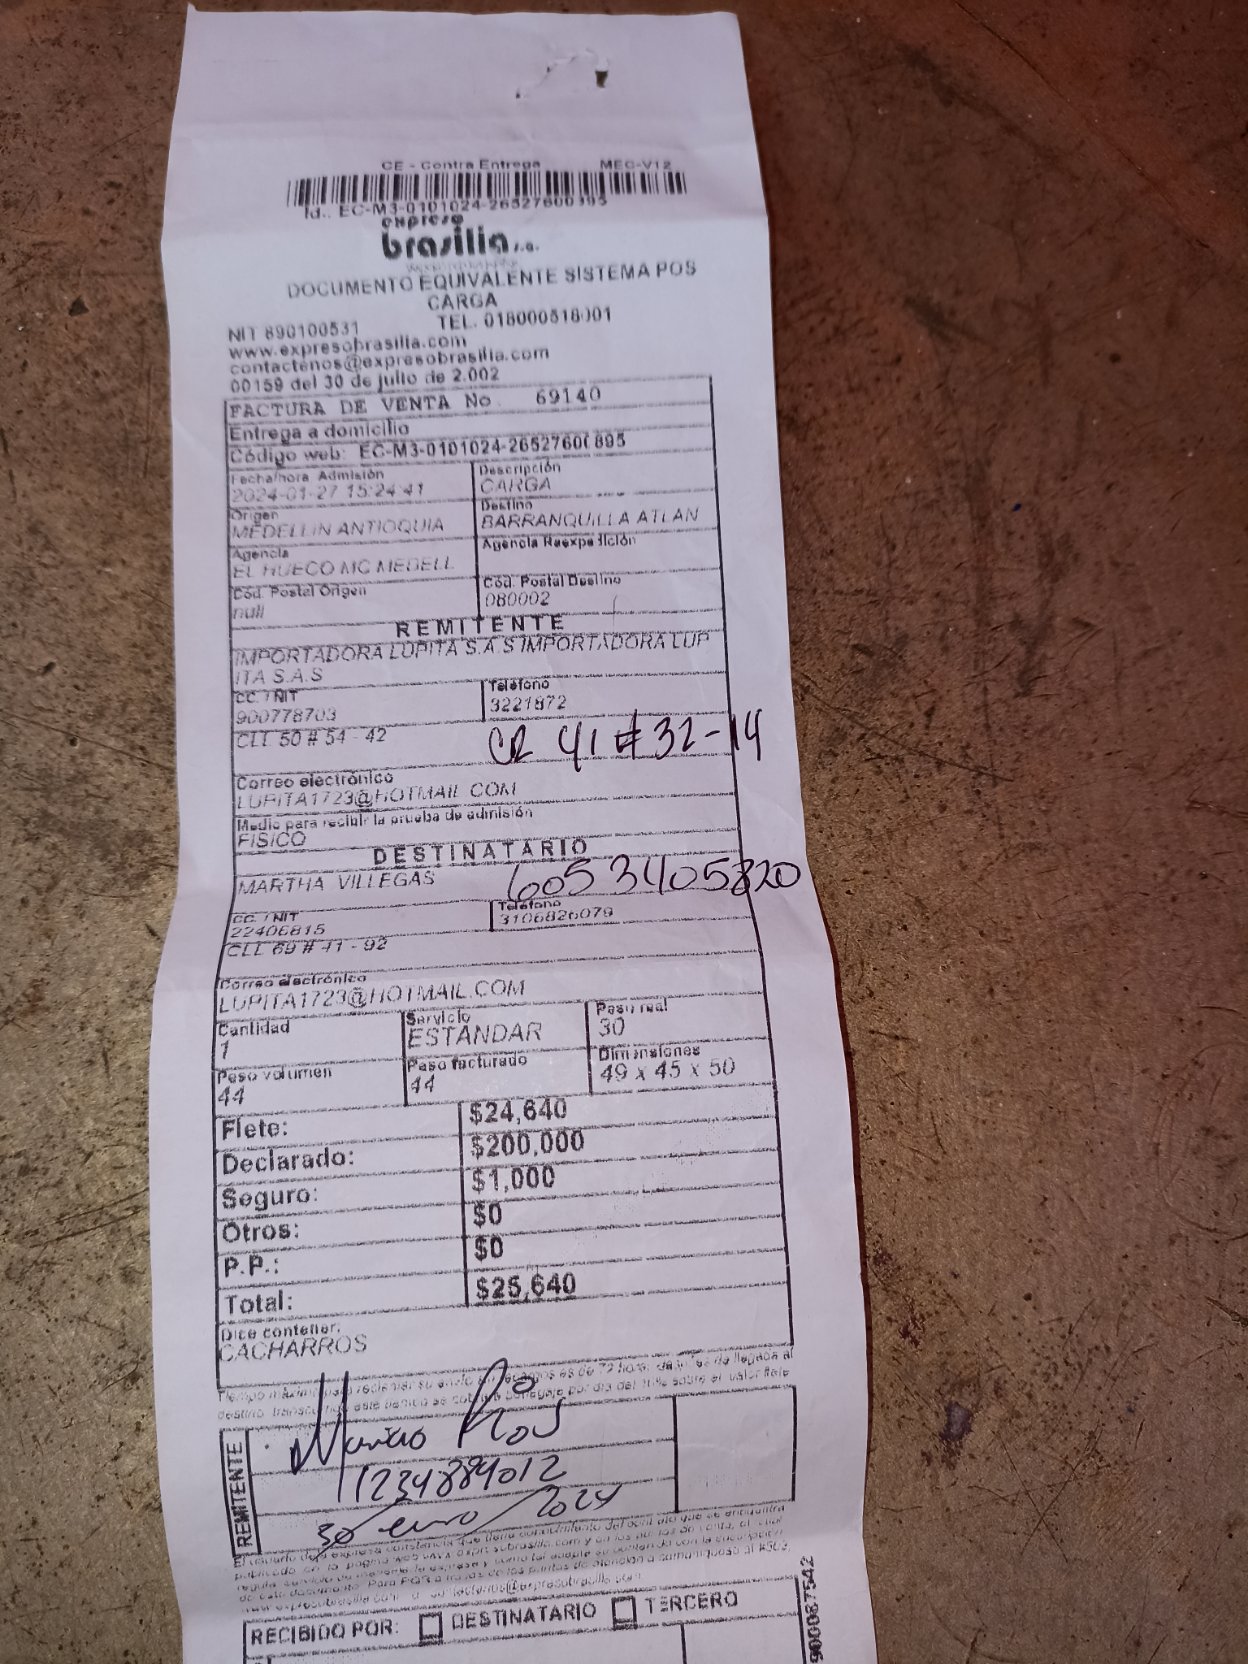 CE - Contra Entrega MEC-V12
Id.. EC-M3-0101024-26527600895
expreso
brasilia s.a.
DOCUMENTO EQUIVALENTE SISTEMA POS
CARGA
NIT 890100531 TEL. 018000518001
www.expresobrasilia.com
contactenos@expresobrasilia.com
00159 del 30 de julio de 2.002
FACTURA DE VENTA No. 69140
Entrega a domicilio
Código web: EC-M3-0101024-26527600895
Fecha/hora Admisión Descripción
2024-01-27 15:24:41 CARGA
Origen Destino
MEDELLIN ANTIOQUIA BARRANQUILLA ATLAN
Agencia Agencia Reexpedición
EL HUECO MC MEDELL
Cód. Postal Origen Cód. Postal Destino
null 080002
REMITENTE
IMPORTADORA LUPITA S.A.S IMPORTADORA LUP
ITA S.A.S
CC. / NIT Teléfono
900778703 3221872
CLL 50 # 54 - 42 CR 41 # 32-14
Correo electrónico
LUPITA1723@HOTMAIL.COM
Medio para recibir la prueba de admisión
FISICO
DESTINATARIO
MARTHA VILLEGAS 6053405820
CC. / NIT Teléfono
22406815 3106826079
CLL 69 # 41 - 92
Correo electrónico
LUPITA1723@HOTMAIL.COM
Cantidad Servicio Peso real
1 ESTANDAR 30
Peso volumen Peso facturado Dimensiones
44 44 49 x 45 x 50
Flete: $24,640
Declarado: $200,000
Seguro: $1,000
Otros: $0
P.P.: $0
Total: $25,640
Dice contener:
CACHARROS
REMITENTE
Ríos
1234889012
30 enero / 2024
RECIBIDO POR: DESTINATARIO TERCERO
900087542